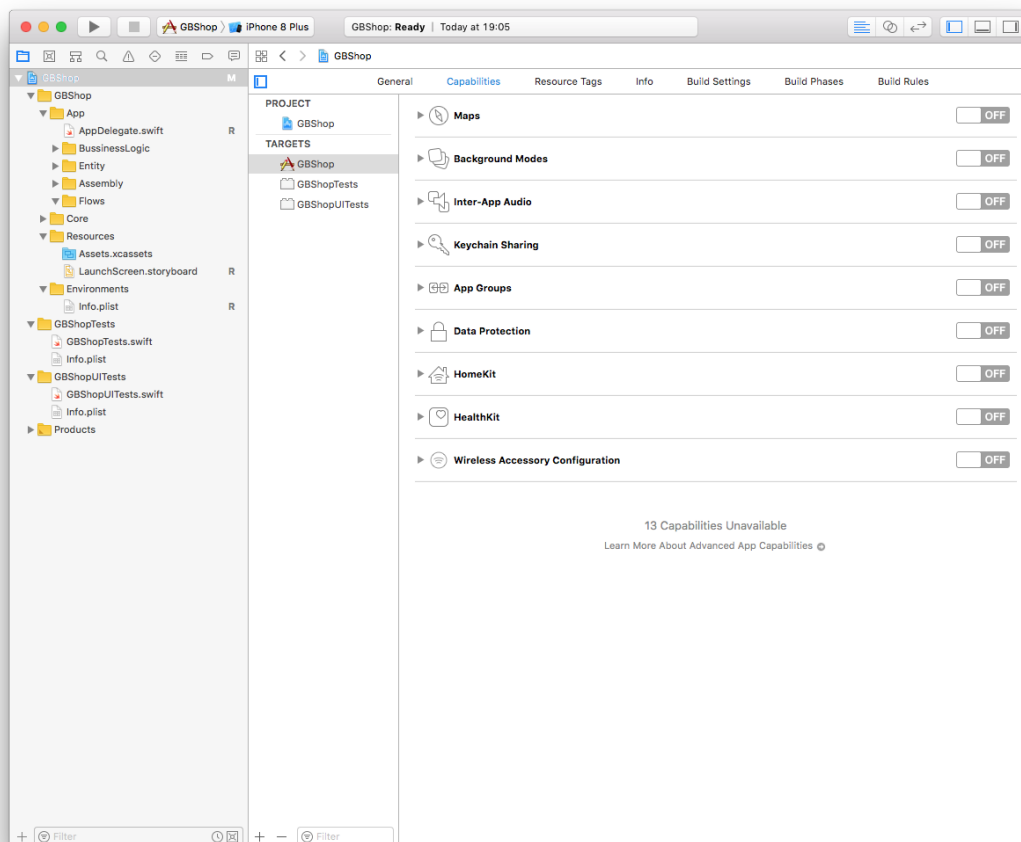 GBShop iPhone 8 Plus GBShop: Ready | Today at 19:05
GBShop
GBShop M
GBShop
App
AppDelegate.swift R
BussinessLogic
Entity
Assembly
Flows
Core
Resources
Assets.xcassets
LaunchScreen.storyboard R
Environments
Info.plist R
GBShopTests
GBShopTests.swift
Info.plist
GBShopUITests
GBShopUITests.swift
Info.plist
Products
Filter
General Capabilities Resource Tags Info Build Settings Build Phases Build Rules
PROJECT
GBShop
TARGETS
GBShop
GBShopTests
GBShopUITests
Filter
Maps OFF
Background Modes OFF
Inter-App Audio OFF
Keychain Sharing OFF
App Groups OFF
Data Protection OFF
HomeKit OFF
HealthKit OFF
Wireless Accessory Configuration OFF
13 Capabilities Unavailable
Learn More About Advanced App Capabilities